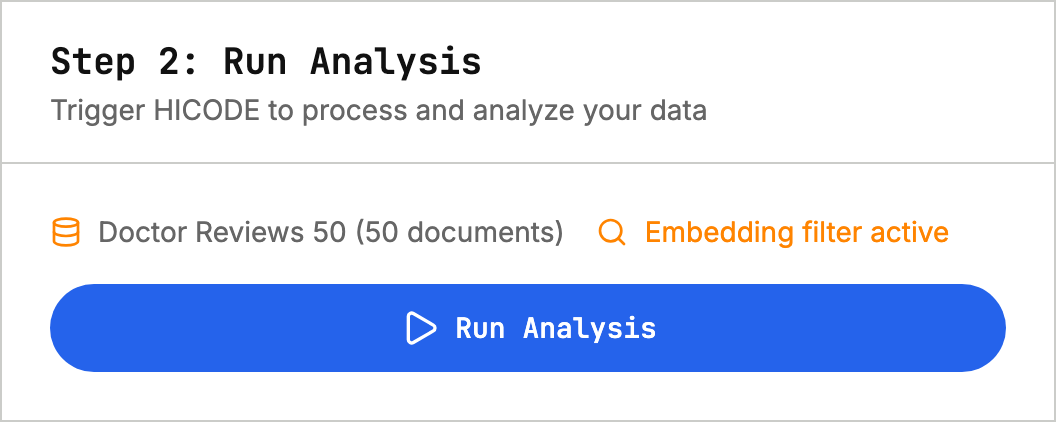 Step 2: Run Analysis
Trigger HICODE to process and analyze your data
Doctor Reviews 50 (50 documents) Embedding filter active
Run Analysis